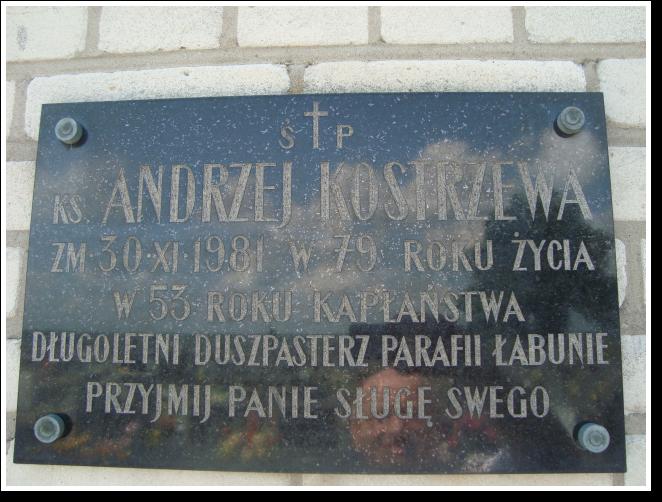 Ś † P
KS. ANDRZEJ KOSTRZEWA
ZM·30·XI·1981 W 79 ROKU ŻYCIA
W 53 ROKU KAPŁAŃSTWA
DŁUGOLETNI DUSZPASTERZ PARAFII ŁABUNIE
PRZYJMIJ PANIE SŁUGĘ SWEGO